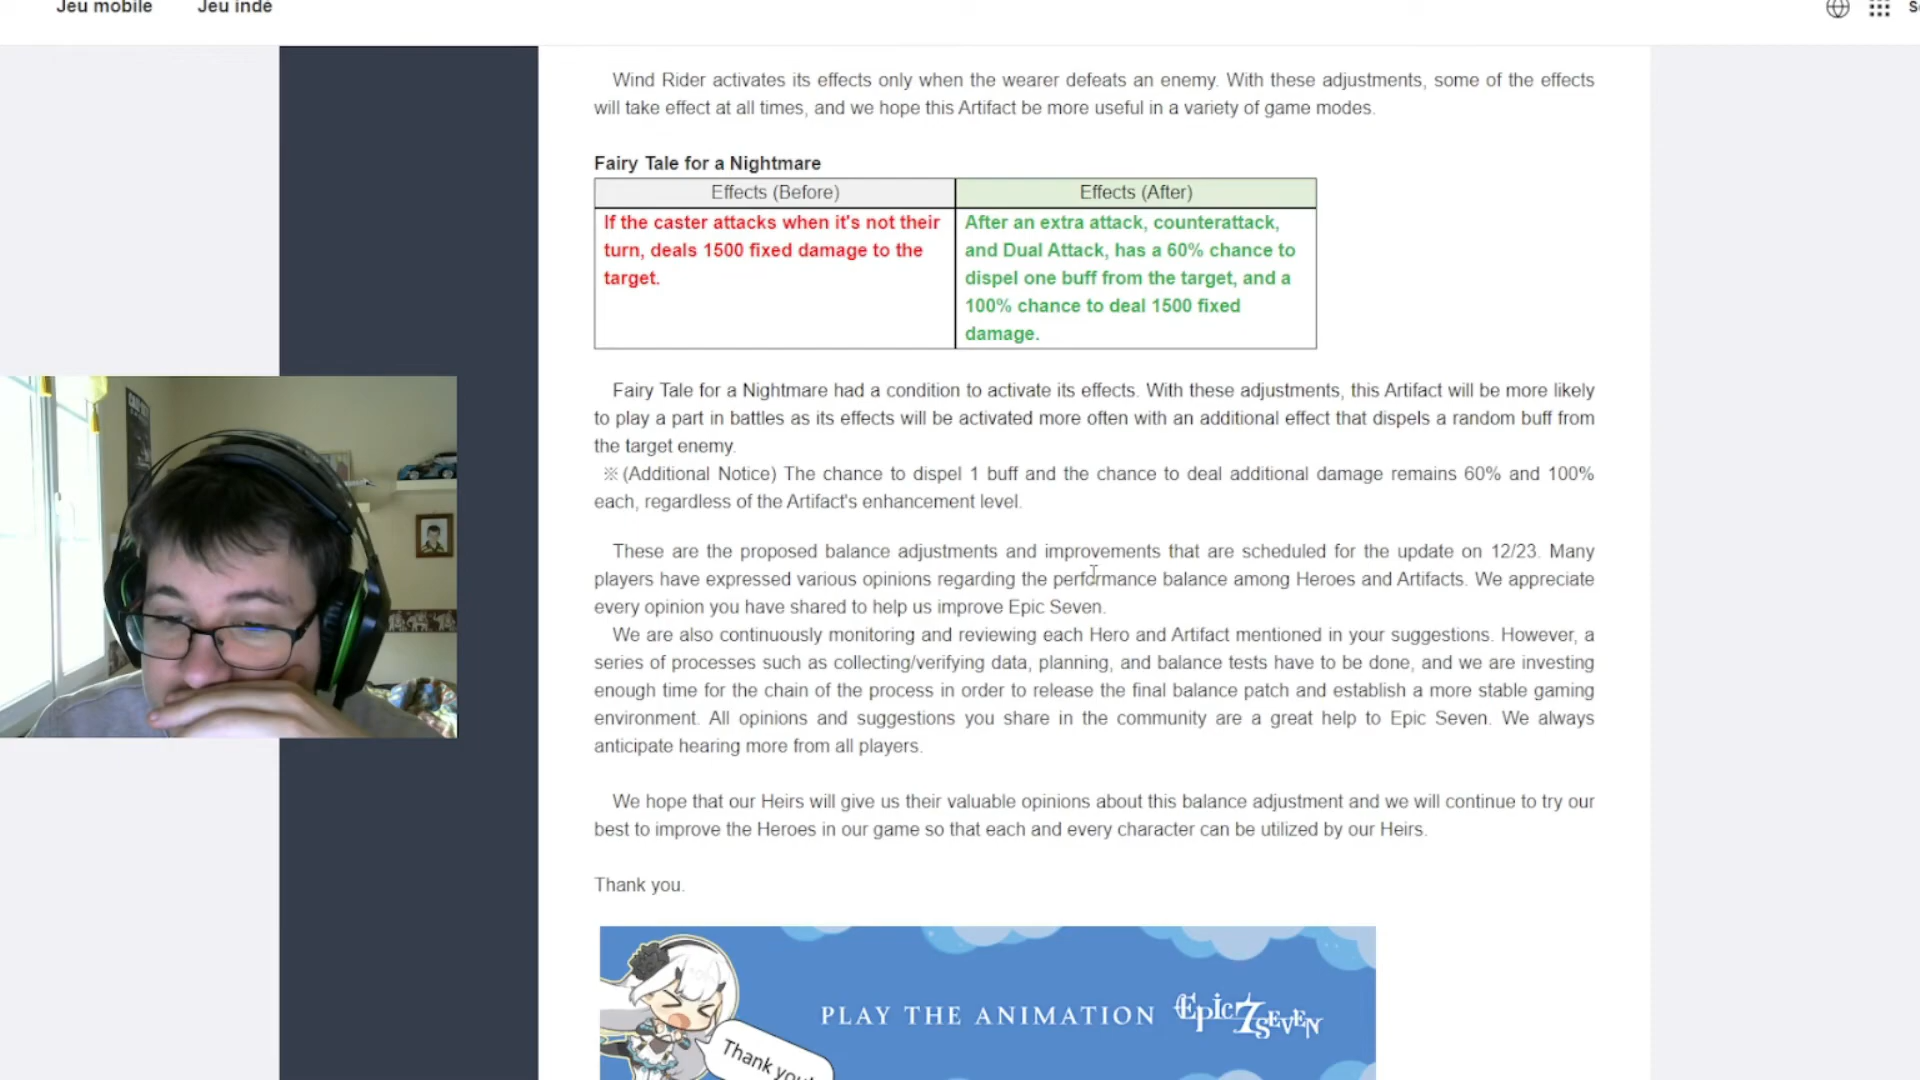 Jeu mobile
Jeu indé
Wind Rider activates its effects only when the wearer defeats an enemy. With these adjustments, some of the effects
will take effect at all times, and we hope this Artifact be more useful in a variety of game modes.
Fairy Tale for a Nightmare
Effects (Before)
Effects (After)
If the caster attacks when it's not their
turn, deals 1500 fixed damage to the
target.
After an extra attack, counterattack,
and Dual Attack, has a 60% chance to
dispel one buff from the target, and a
100% chance to deal 1500 fixed
damage.
Fairy Tale for a Nightmare had a condition to activate its effects. With these adjustments, this Artifact will be more likely
to play a part in battles as its effects will be activated more often with an additional effect that dispels a random buff from
the target enemy.
※(Additional Notice) The chance to dispel 1 buff and the chance to deal additional damage remains 60% and 100%
each, regardless of the Artifact's enhancement level.
These are the proposed balance adjustments and improvements that are scheduled for the update on 12/23. Many
players have expressed various opinions regarding the performance balance among Heroes and Artifacts. We appreciate
every opinion you have shared to help us improve Epic Seven.
We are also continuously monitoring and reviewing each Hero and Artifact mentioned in your suggestions. However, a
series of processes such as collecting/verifying data, planning, and balance tests have to be done, and we are investing
enough time for the chain of the process in order to release the final balance patch and establish a more stable gaming
environment. All opinions and suggestions you share in the community are a great help to Epic Seven. We always
anticipate hearing more from all players.
We hope that our Heirs will give us their valuable opinions about this balance adjustment and we will continue to try our
best to improve the Heroes in our game so that each and every character can be utilized by our Heirs.
Thank you.
PLAY THE ANIMATION Epic7 SEVEN
Thank you!